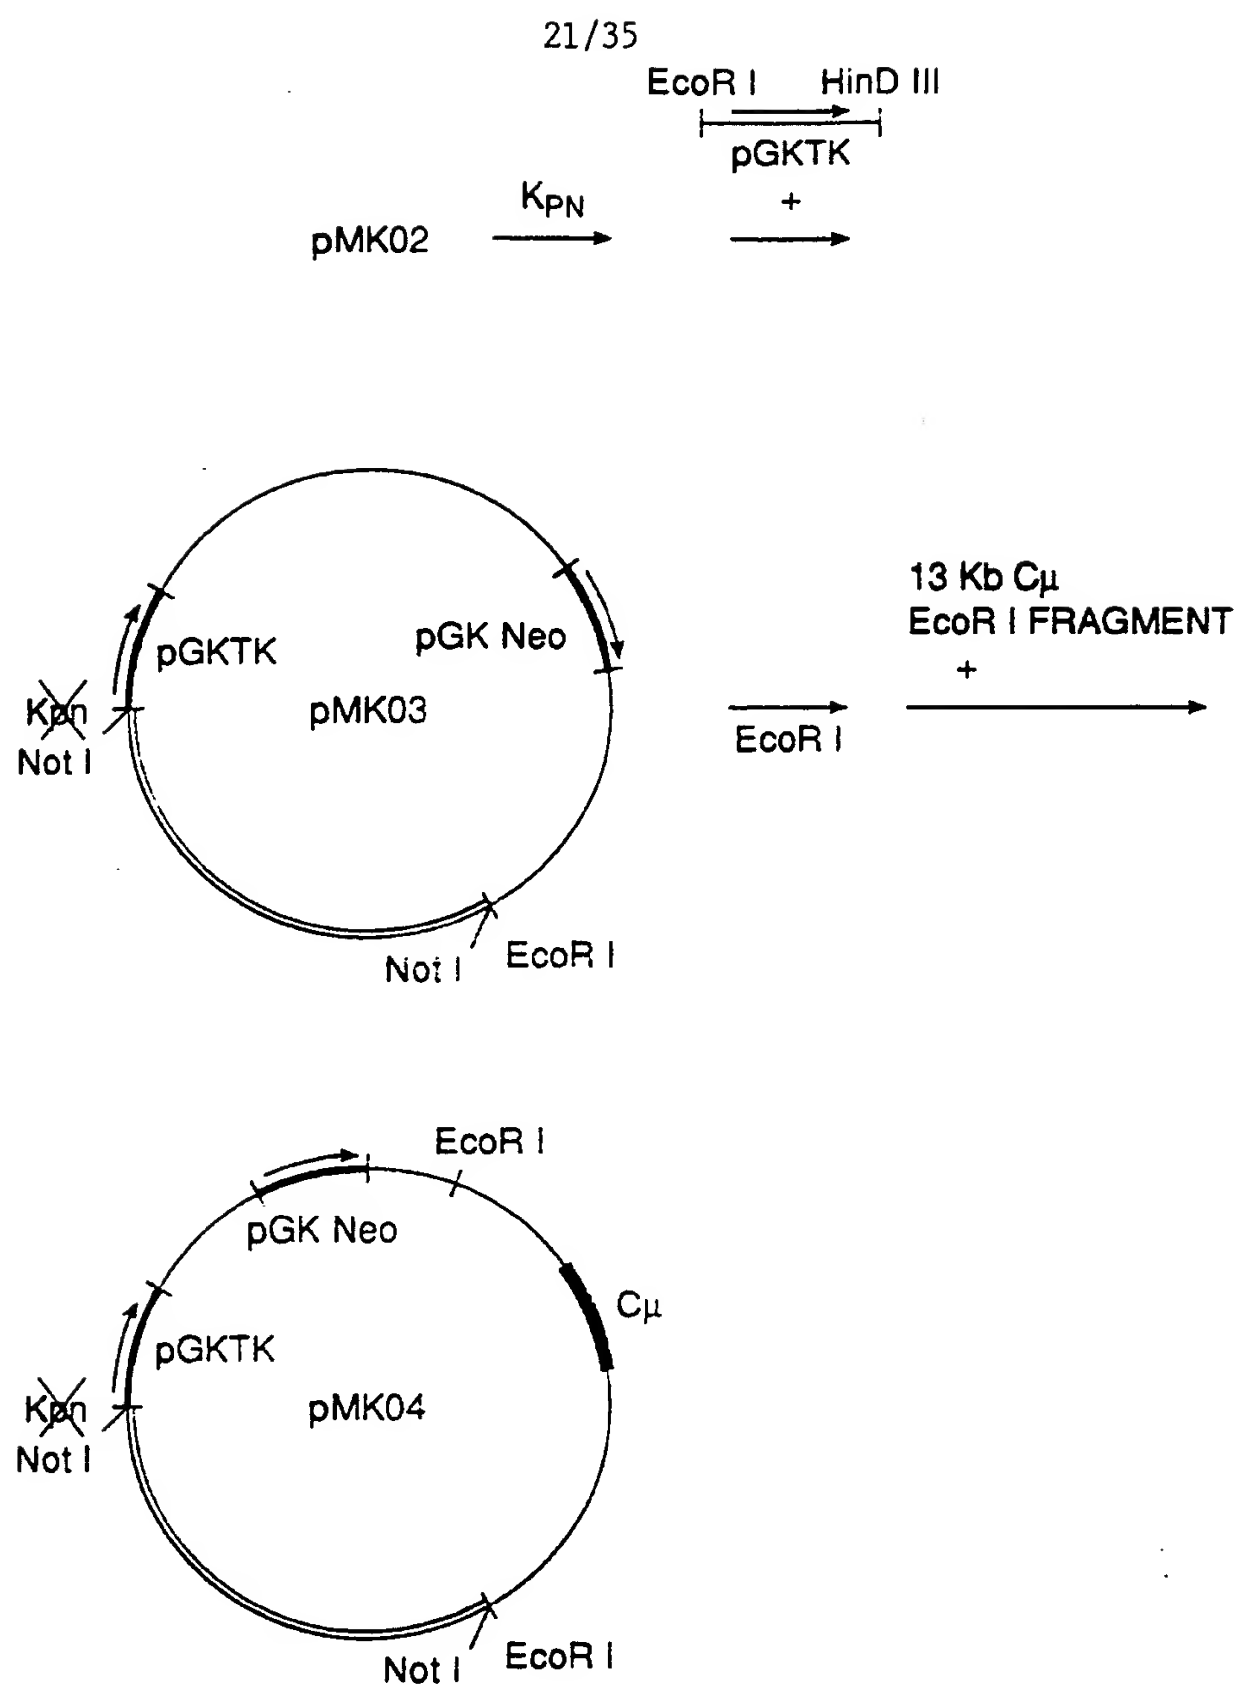 21/35
EcoR I HinD III
pGKTK
+
KPN
pMK02
13 Kb Cµ
EcoR I FRAGMENT
+
pGKTK
pGK Neo
Kpn
pMK03
Not I
EcoR I
Not I
EcoR I
EcoR I
pGK Neo
Cµ
pGKTK
Kpn
pMK04
Not I
Not I
EcoR I